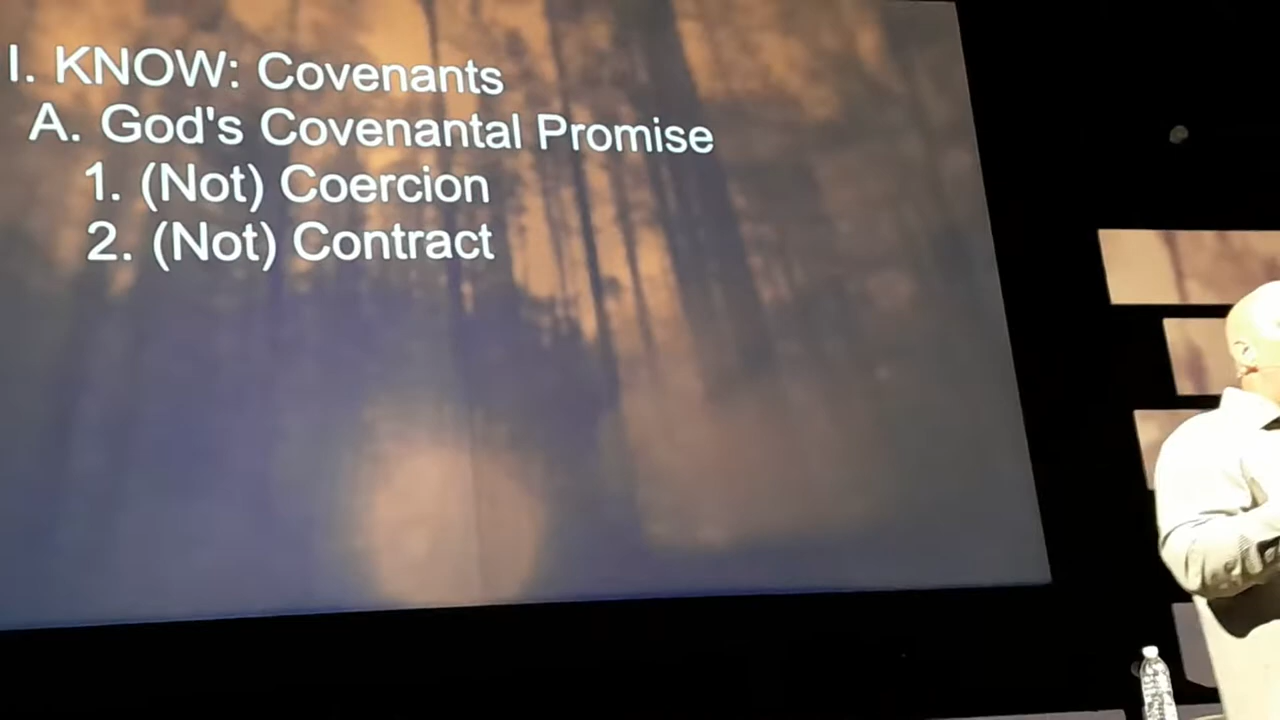 I. KNOW: Covenants
A. God's Covenantal Promise
1. (Not) Coercion
2. (Not) Contract